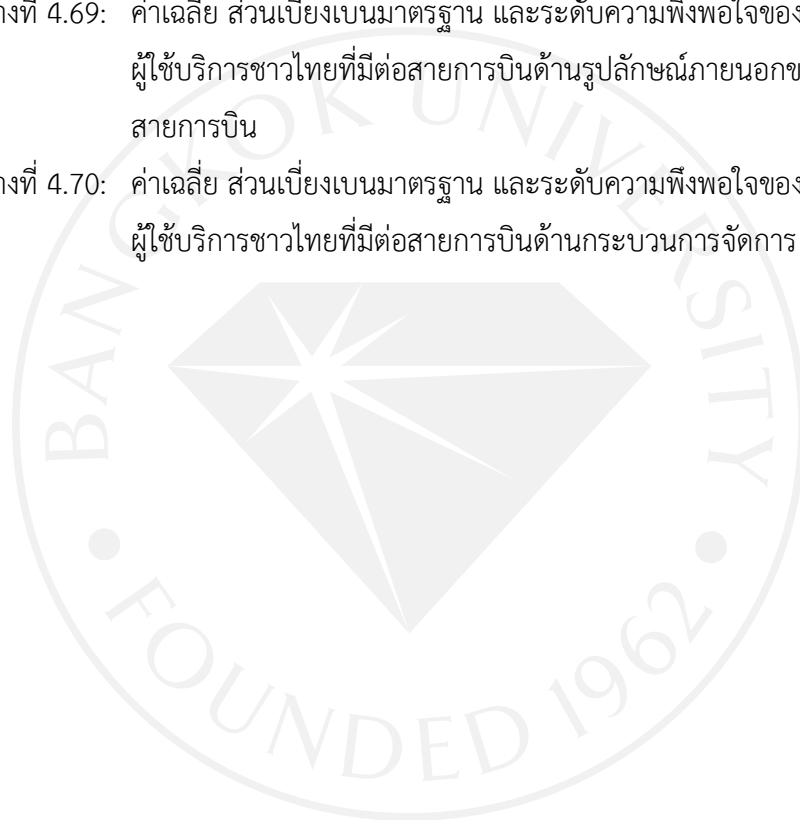 างที่ 4.69: ค่าเฉลี่ย ส่วนเบี่ยงเบนมาตรฐาน และระดับความพึงพอใจของ
ผู้ใช้บริการชาวไทยที่มีต่อสายการบินด้านรูปลักษณ์ภายนอกข
สายการบิน
างที่ 4.70: ค่าเฉลี่ย ส่วนเบี่ยงเบนมาตรฐาน และระดับความพึงพอใจของ
ผู้ใช้บริการชาวไทยที่มีต่อสายการบินด้านกระบวนการจัดการ
BANGKOK UNIVERSITY
FOUNDED 1962